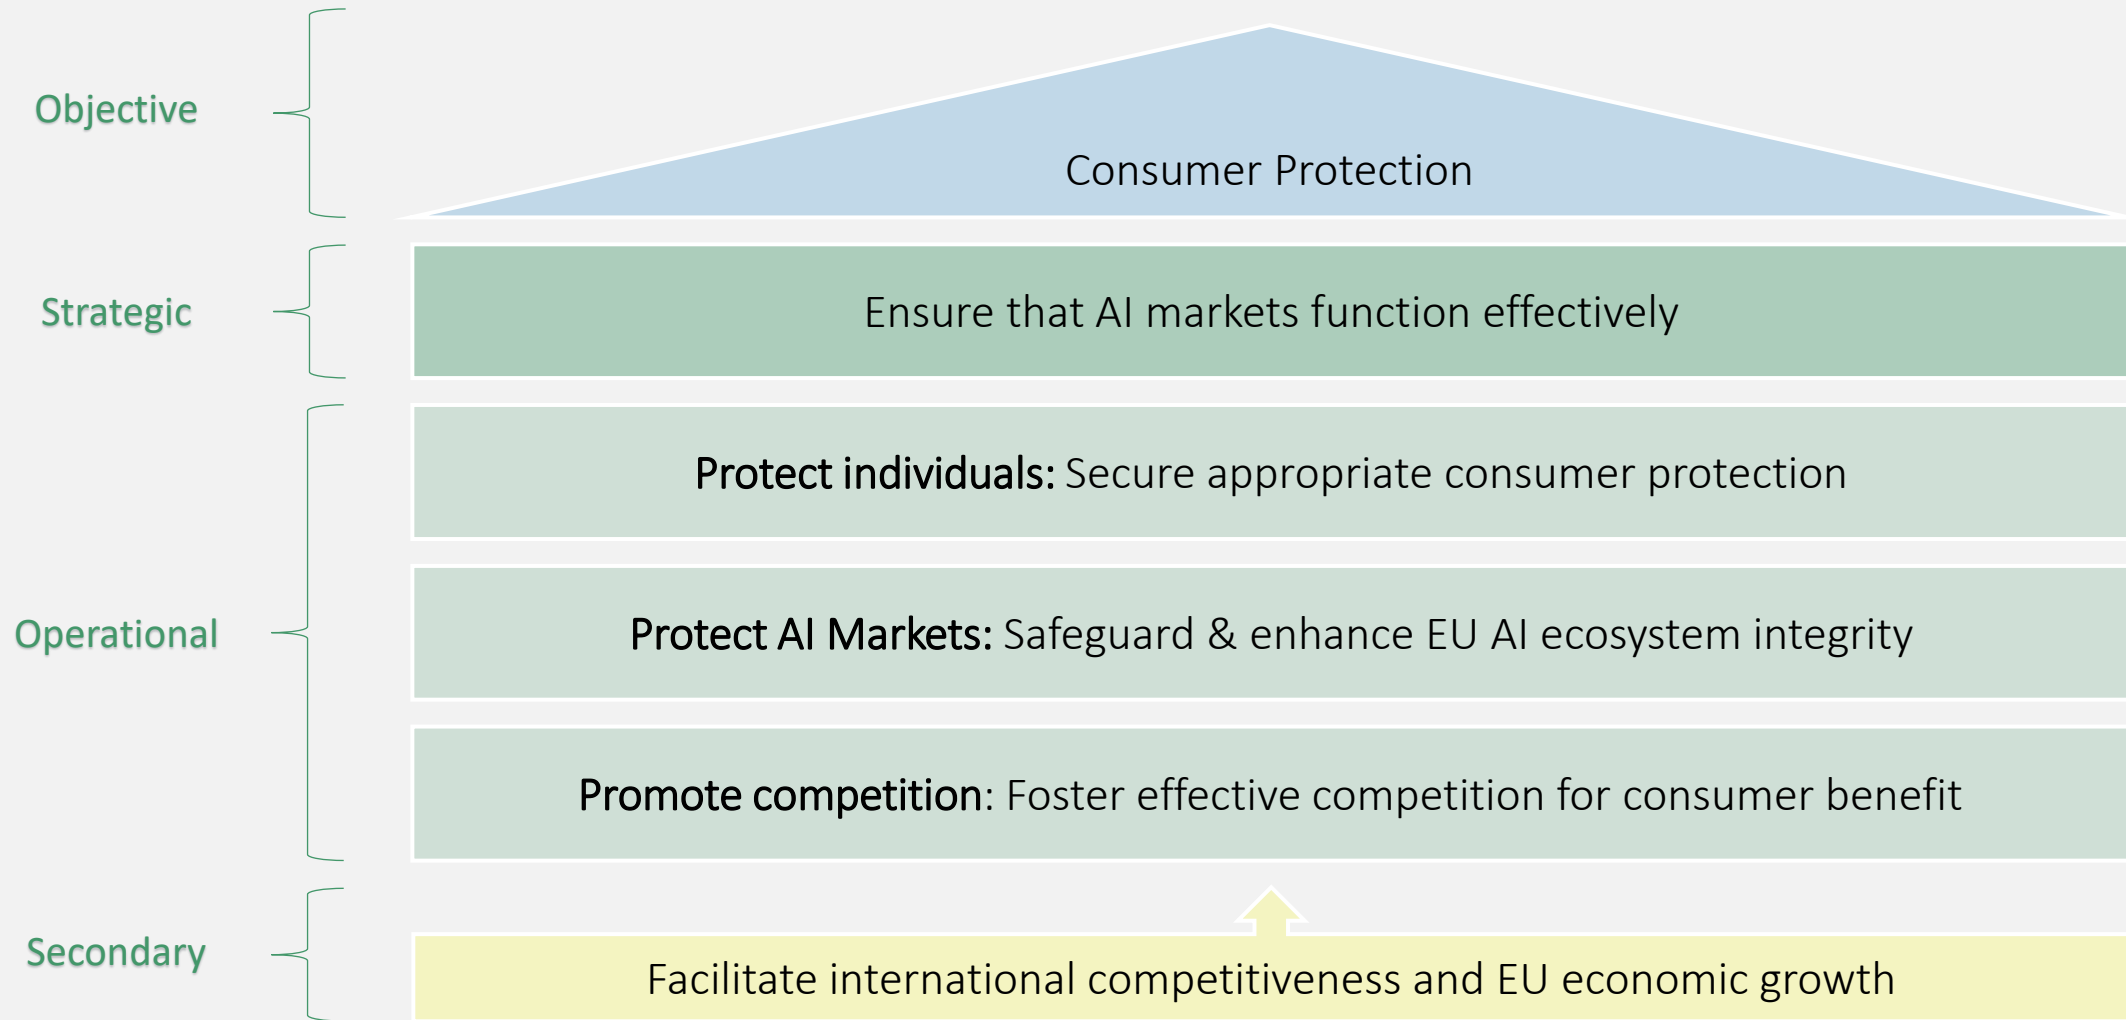 Objective
Consumer Protection
Strategic
Ensure that AI markets function effectively
Operational
Protect individuals: Secure appropriate consumer protection
Protect AI Markets: Safeguard & enhance EU AI ecosystem integrity
Promote competition: Foster effective competition for consumer benefit
Secondary
Facilitate international competitiveness and EU economic growth